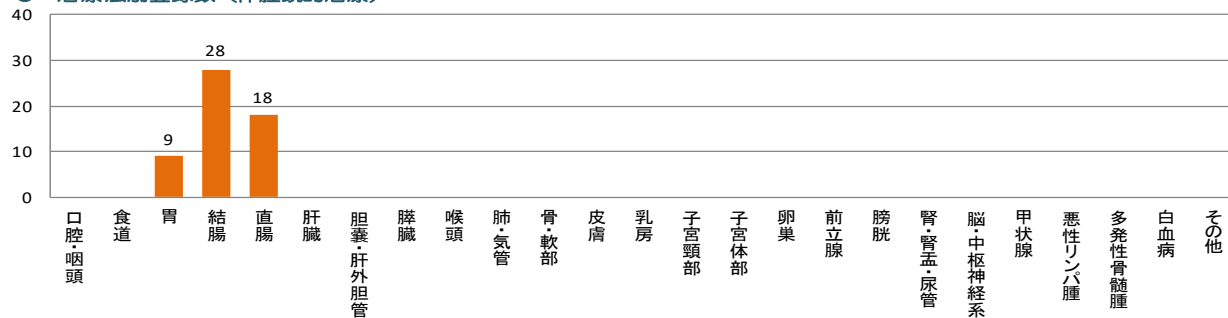 40
30
20
10
0
9
28
18
口腔・咽頭
食道
胃
結腸
直腸
肝臓
胆嚢・肝外胆管
膵臓
喉頭
肺・気管
骨・軟部
皮膚
乳房
子宮頸部
子宮体部
卵巣
前立腺
膀胱
腎・腎盂・尿管
脳・中枢神経系
甲状腺
悪性リンパ腫
多発性骨髄腫
白血病
その他